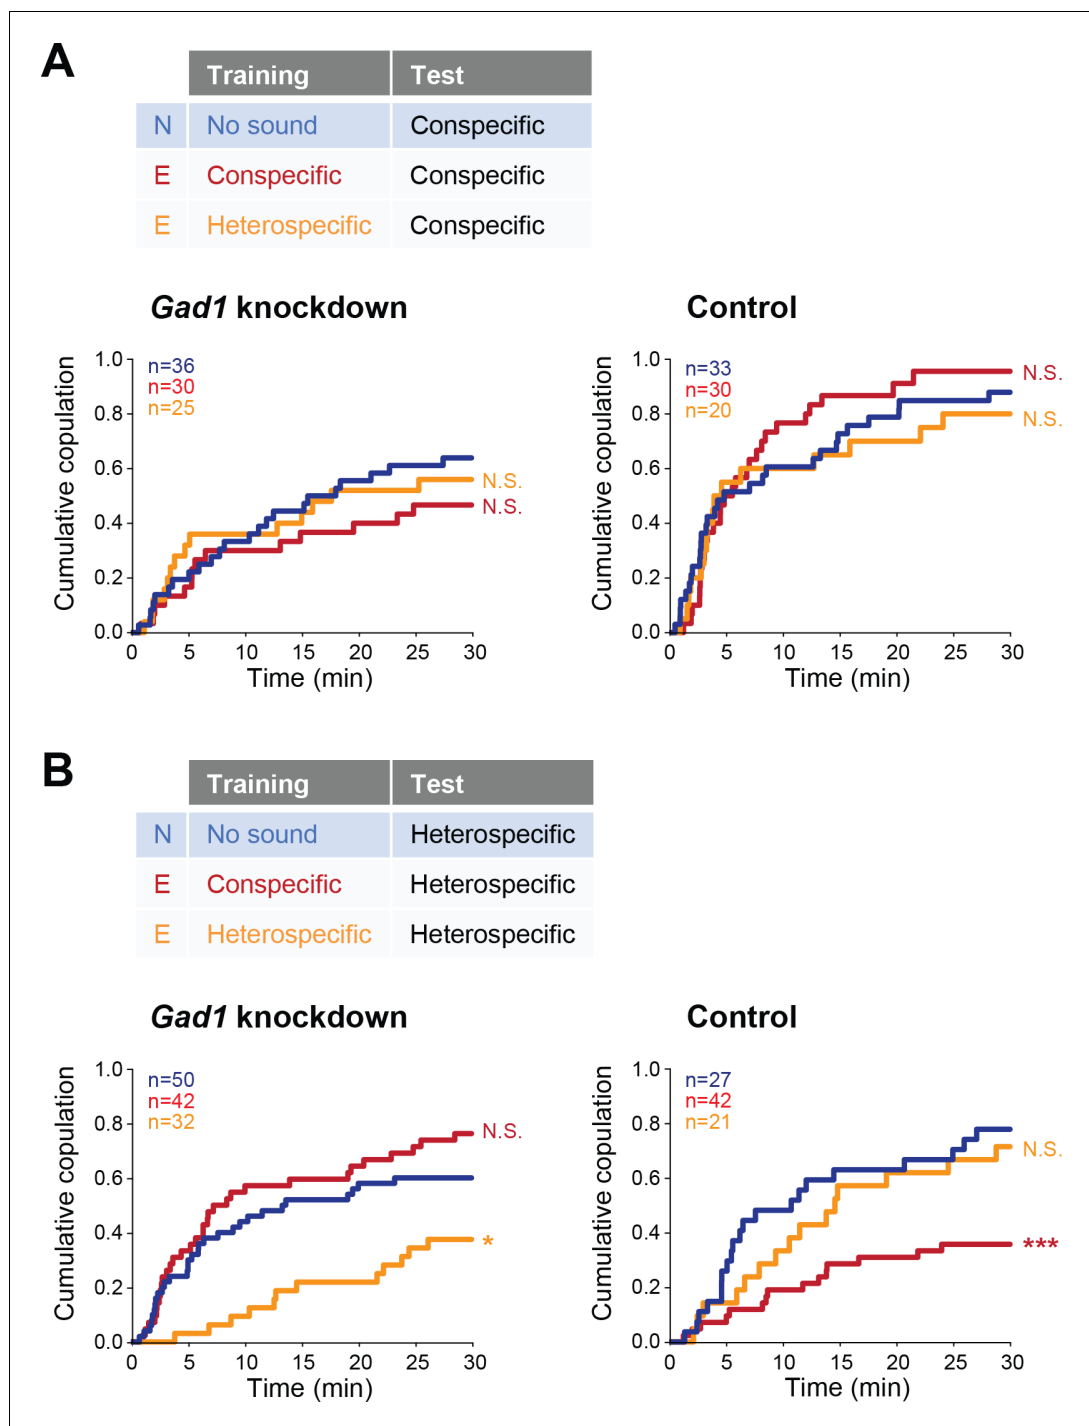 A
Training Test
N No sound Conspecific
E Conspecific Conspecific
E Heterospecific Conspecific
Gad1 knockdown
Cumulative copulation
1.0
0.8
0.6
0.4
0.2
0.0
n=36
n=30
n=25
N.S.
N.S.
0 5 10 15 20 25 30
Time (min)
Control
Cumulative copulation
1.0
0.8
0.6
0.4
0.2
0.0
n=33
n=30
n=20
N.S.
N.S.
0 5 10 15 20 25 30
Time (min)
B
Training Test
N No sound Heterospecific
E Conspecific Heterospecific
E Heterospecific Heterospecific
Gad1 knockdown
Cumulative copulation
1.0
0.8
0.6
0.4
0.2
0.0
n=50
n=42
n=32
N.S.
*
0 5 10 15 20 25 30
Time (min)
Control
Cumulative copulation
1.0
0.8
0.6
0.4
0.2
0.0
n=27
n=42
n=21
N.S.
***
0 5 10 15 20 25 30
Time (min)